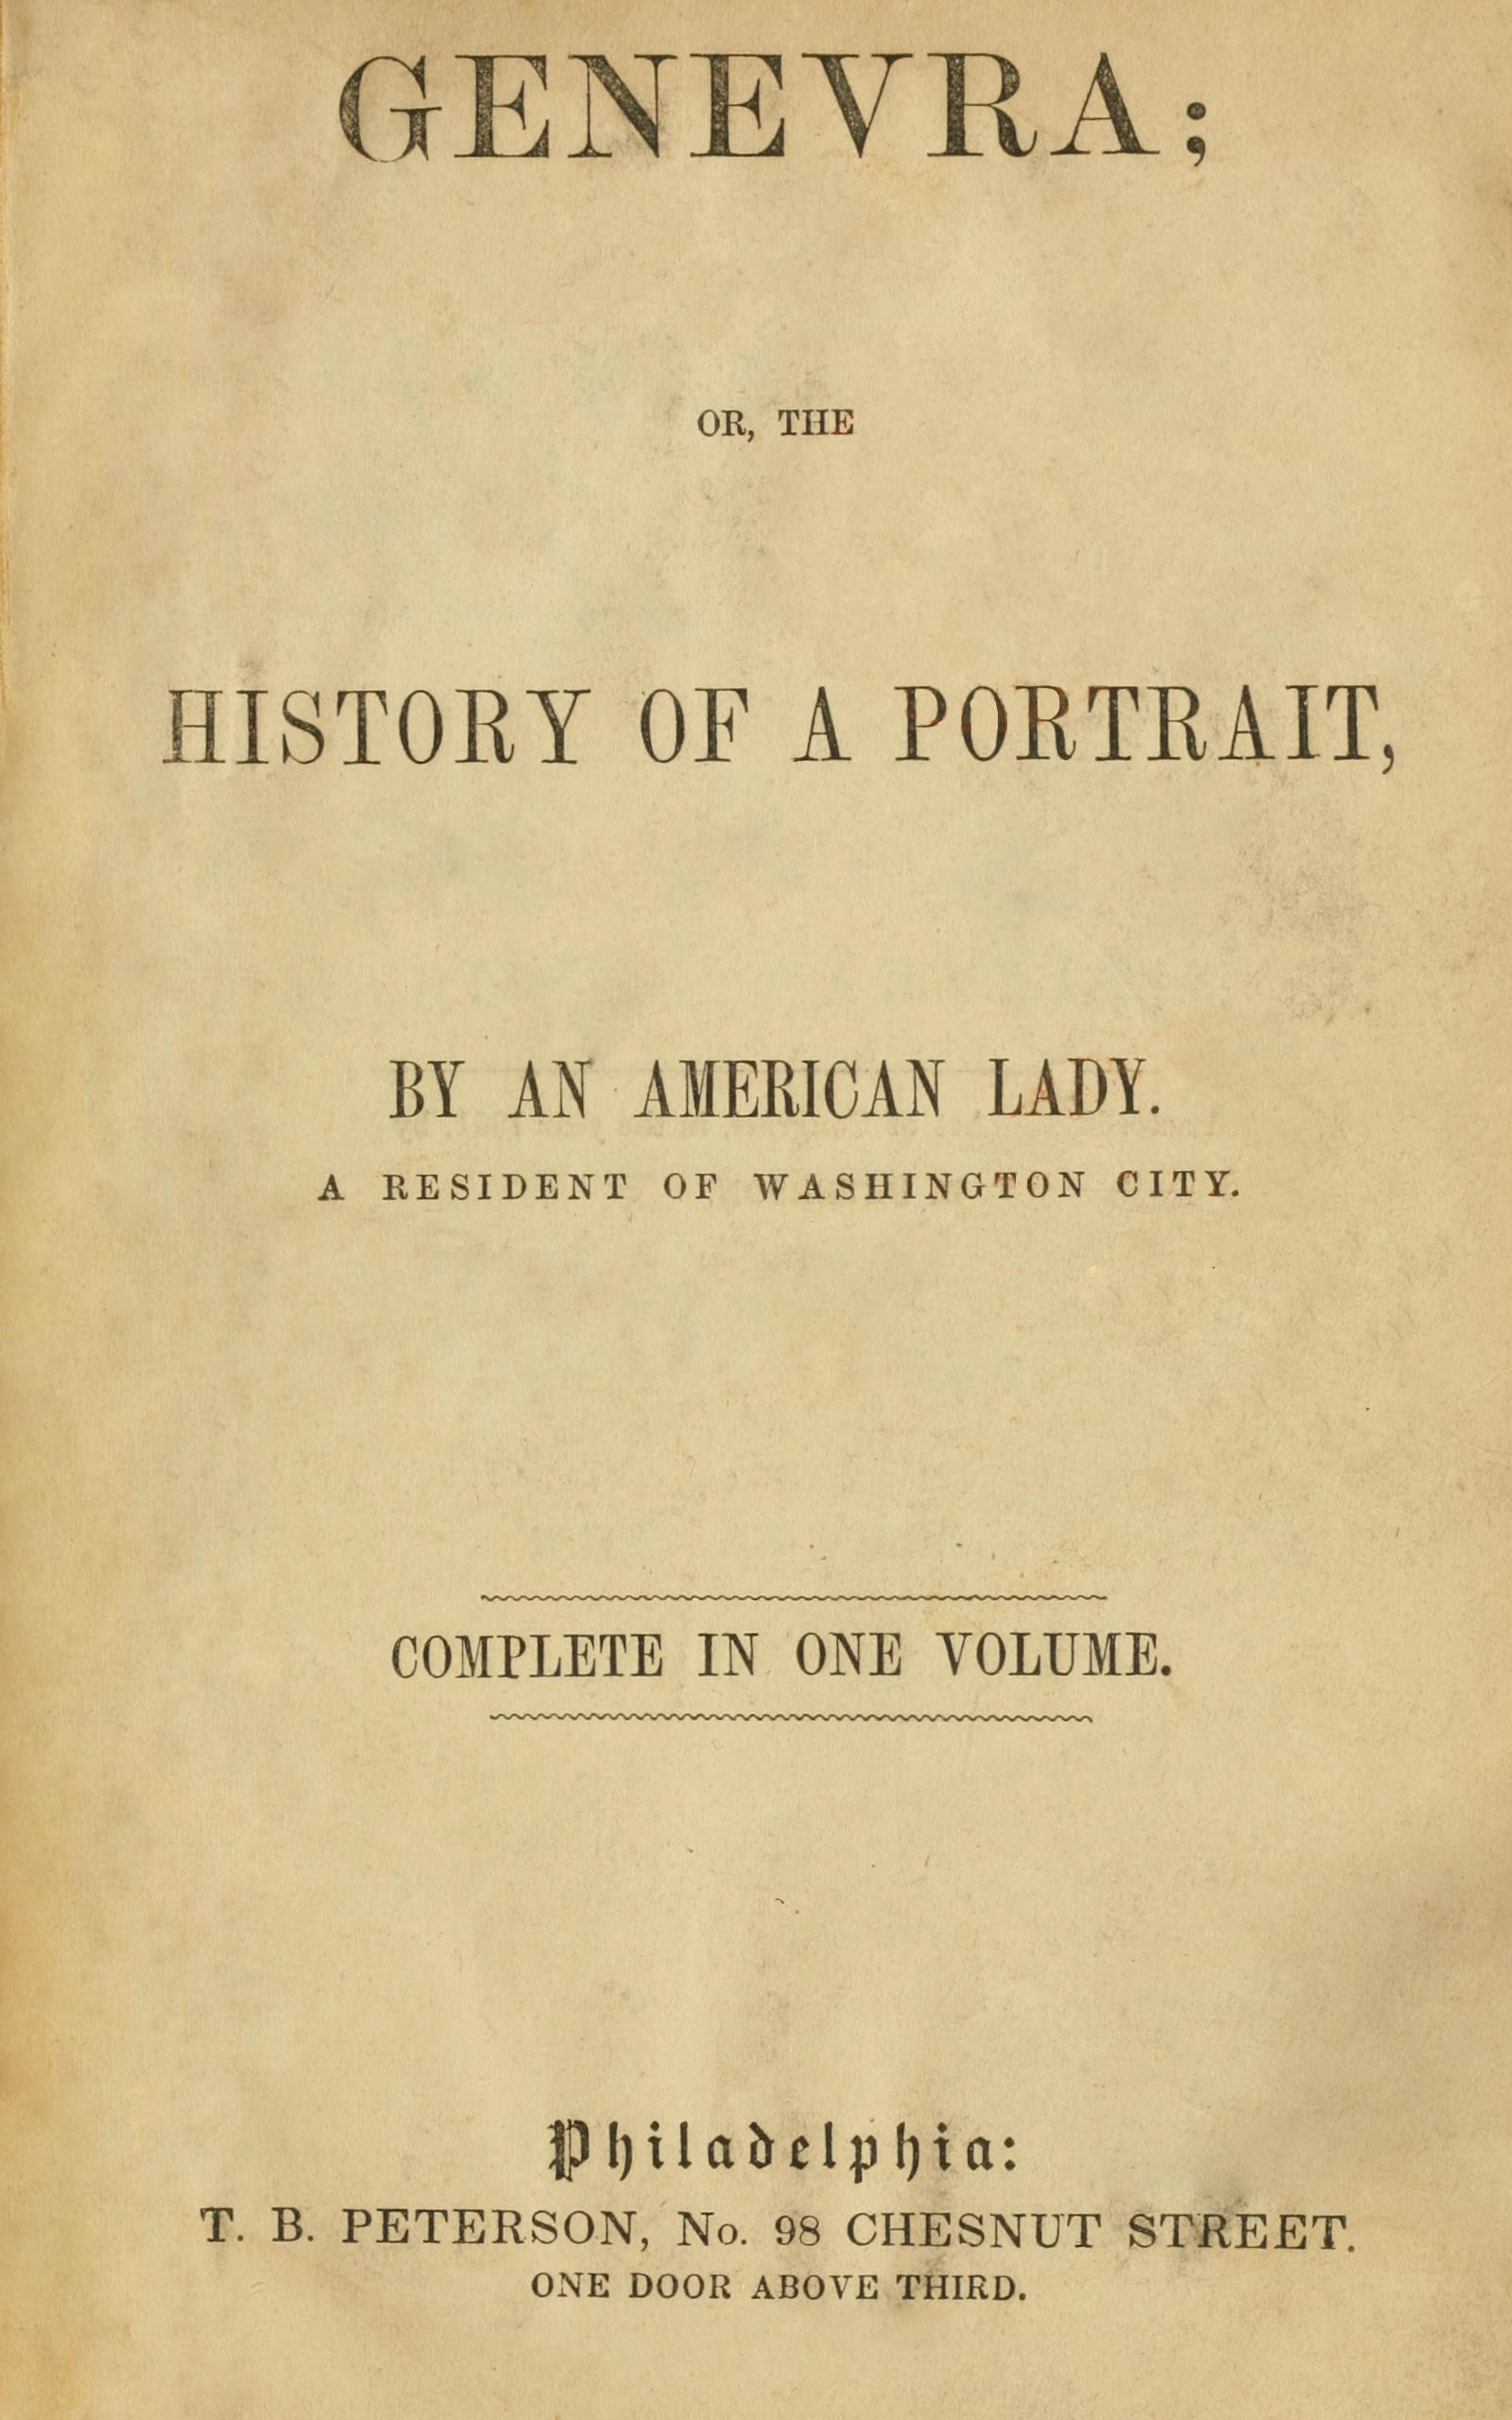 GENEVRA;
OR, THE
HISTORY OF A PORTRAIT,
BY AN AMERICAN LADY.
A RESIDENT OF WASHINGTON CITY.
COMPLETE IN ONE VOLUME.
Philadelphia:
T. B. PETERSON, No. 98 CHESNUT STREET.
ONE DOOR ABOVE THIRD.